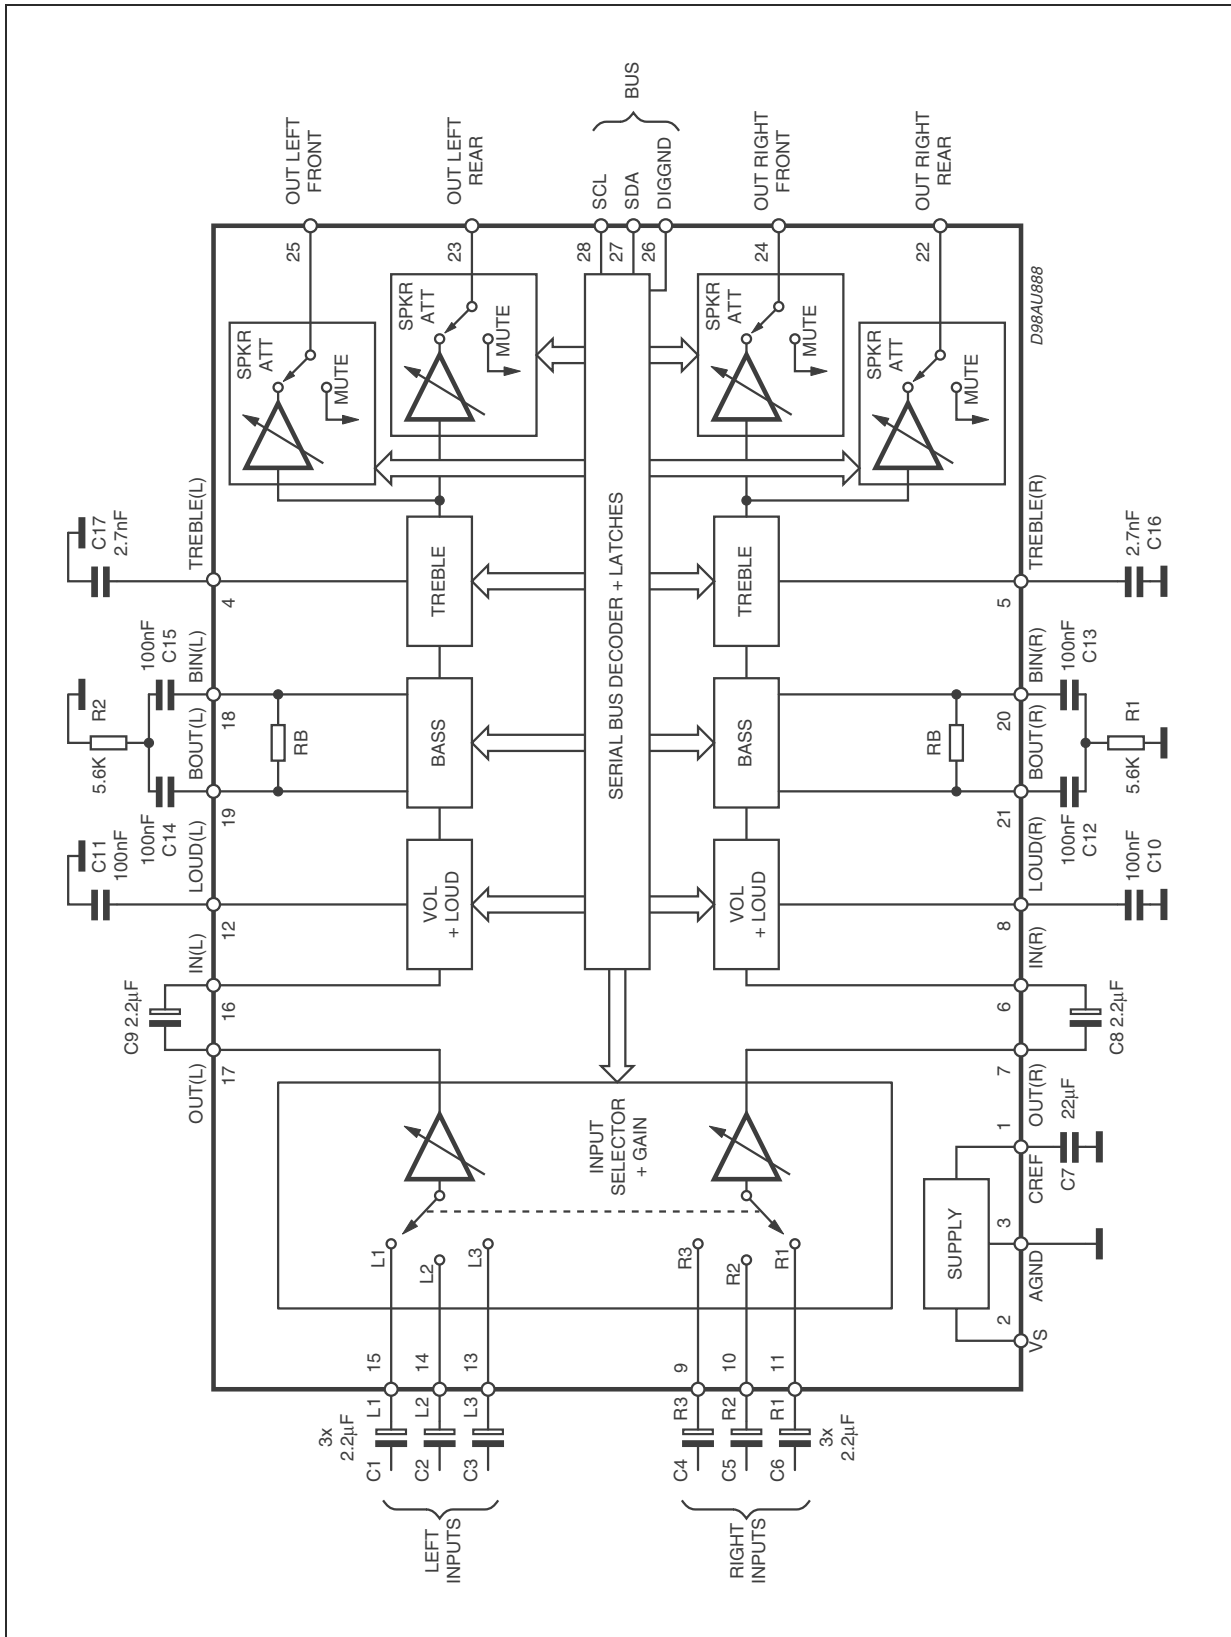 BUS
OUT LEFT
FRONT
OUT LEFT
REAR
SCL
SDA
DIGGND
OUT RIGHT
FRONT
OUT RIGHT
REAR
25
23
28
27
26
24
22
D98AU888
SPKR
ATT
MUTE
SPKR
ATT
MUTE
SPKR
ATT
MUTE
SPKR
ATT
MUTE
C17
2.7nF
TREBLE(L)
4
TREBLE
SERIAL BUS DECODER + LATCHES
TREBLE
5
TREBLE(R)
2.7nF
C16
R2
5.6K
100nF
C15
BIN(L)
18
BOUT(L)
19
100nF
C14
RB
BASS
BASS
RB
20
BIN(R)
100nF
C13
BOUT(R)
21
100nF
C12
R1
5.6K
C11
100nF
LOUD(L)
12
VOL
+ LOUD
VOL
+ LOUD
8
LOUD(R)
100nF
C10
IN(L)
16
C9 2.2µF
OUT(L)
17
IN(R)
6
C8 2.2µF
OUT(R)
7
INPUT
SELECTOR
+ GAIN
L1
L2
L3
R3
R2
R1
SUPPLY
1
CREF
22µF
C7
3
AGND
2
VS
15
14
13
9
10
11
L1
L2
L3
R3
R2
R1
3x
2.2µF
3x
2.2µF
C1
C2
C3
C4
C5
C6
LEFT
INPUTS
RIGHT
INPUTS